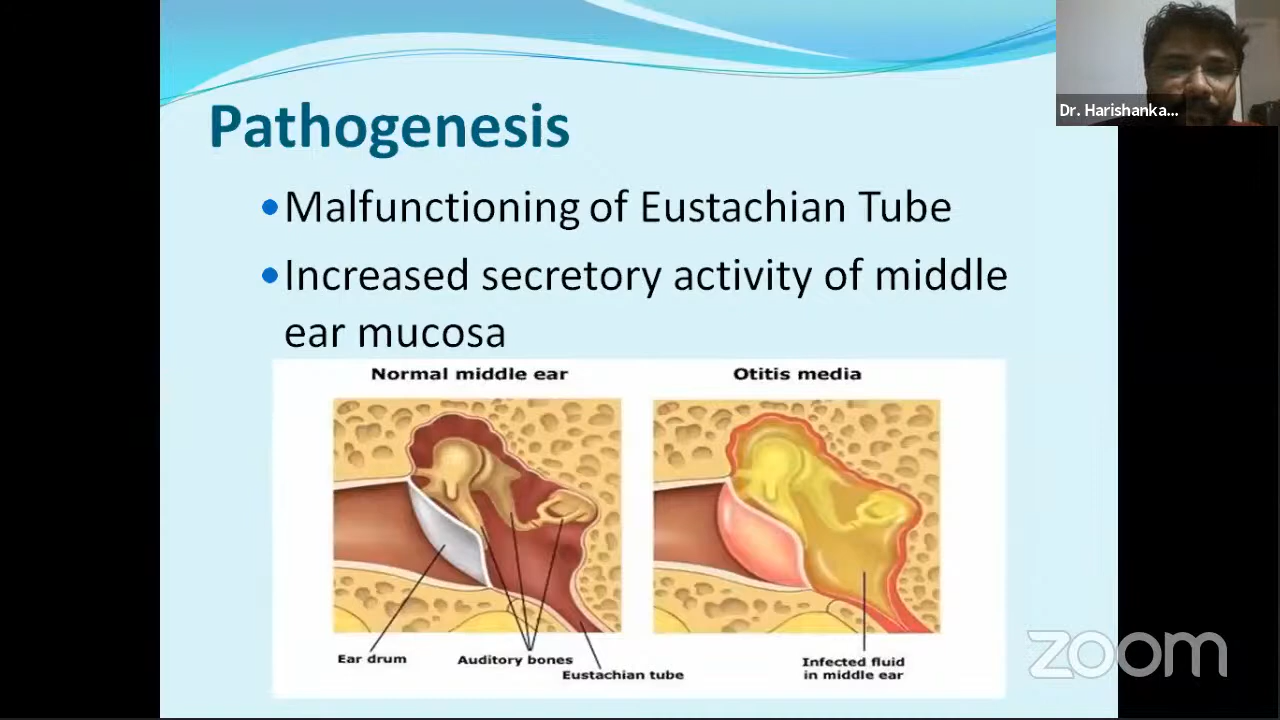 Dr. Harishanka...
Pathogenesis
•Malfunctioning of Eustachian Tube
•Increased secretory activity of middle
ear mucosa
Normal middle ear
Otitis media
Ear drum
Auditory bones
Eustachian tube
Infected fluid
in middle ear
zoom